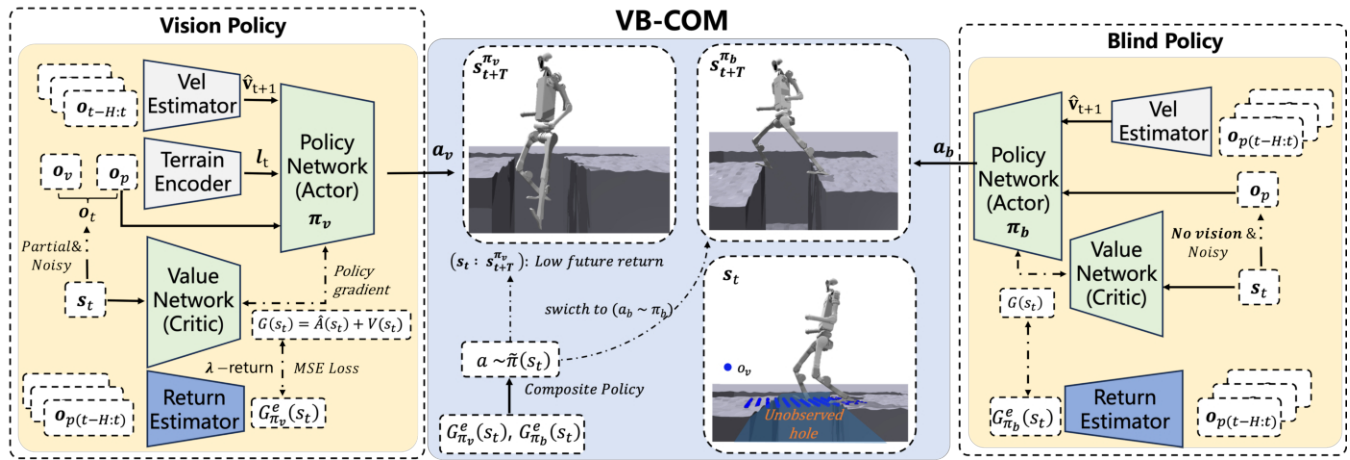 Vision Policy
Vel
Estimator
v̂ₜ₊₁
o_{t−H:t}
Terrain
Encoder
l_t
o_v
o_p
o_t
Policy
Network
(Actor)
π_v
Partial&
Noisy
s_t
Value
Network
(Critic)
Policy
gradient
G(s_t) = Â(s_t) + V(s_t)
λ −return
MSE Loss
o_{p(t−H:t)}
Return
Estimator
G^e_{π_v}(s_t)
a_v
VB-COM
s^{π_v}_{t+T}
s^{π_b}_{t+T}
(s_t : s^{π_v}_{t+T}): Low future return
swicth to (a_b ~ π_b)
a ~ π̃(s_t)
Composite Policy
G^e_{π_v}(s_t), G^e_{π_b}(s_t)
s_t
o_v
Unobserved
hole
a_b
Blind Policy
Policy
Network
(Actor)
π_b
v̂ₜ₊₁
Vel
Estimator
o_{p(t−H:t)}
o_p
No vision &
Noisy
s_t
Value
Network
(Critic)
G(s_t)
G^e_{π_b}(s_t)
Return
Estimator
o_{p(t−H:t)}